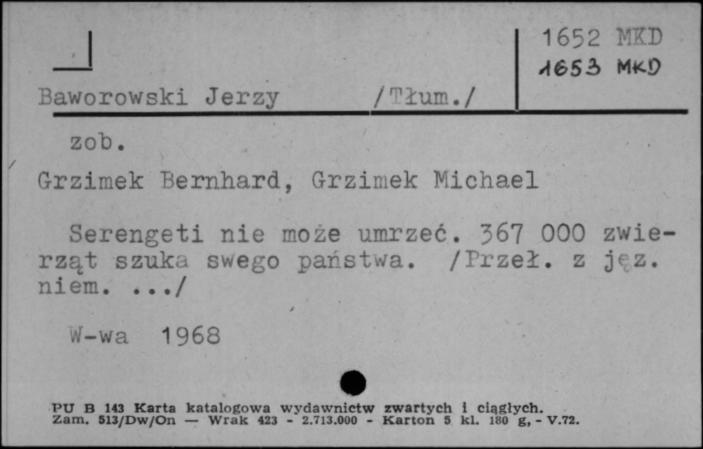 1652 MKD
1653 MKD
Baworowski Jerzy /Tłum./
zob.
Grzimek Bernhard, Grzimek Michael
Serengeti nie może umrzeć. 367 000 zwie-
rząt szuka swego państwa. /Przeł. z jęz.
niem. .../
W-wa 1968
PU B 143 Karta katalogowa wydawnictw zwartych i ciągłych.
Zam. 513/Dw/On — Wrak 423 - 2.713.000 - Karton 5 kl. 180 g, - V.72.